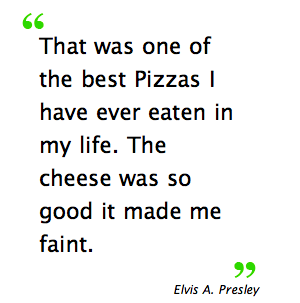 “
That was one of
the best Pizzas I
have ever eaten in
my life. The
cheese was so
good it made me
faint.
”
Elvis A. Presley